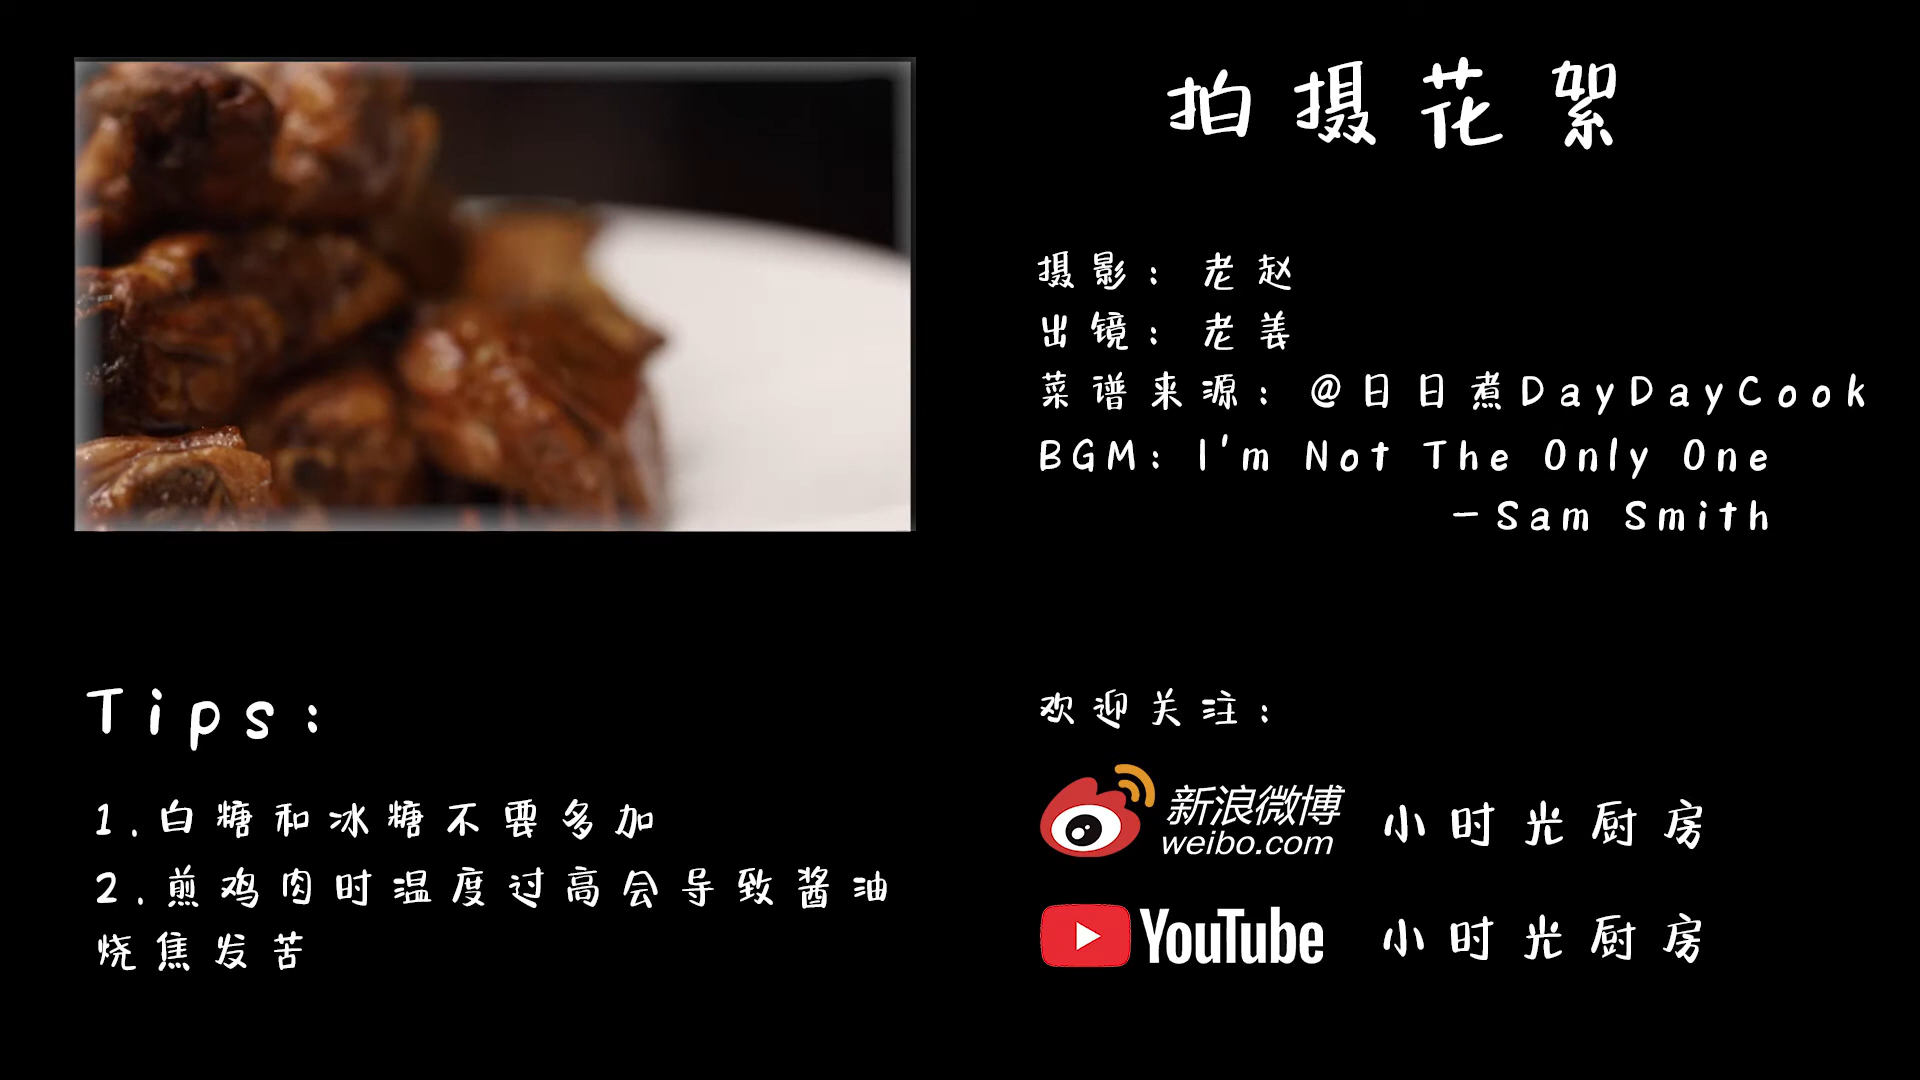 拍摄花絮
摄影：老赵
出镜：老姜
菜谱来源：@日日煮DayDayCook
BGM: I'm Not The Only One
-Sam Smith
Tips:
1.白糖和冰糖不要多加
2.煎鸡肉时温度过高会导致酱油
烧焦发苦
欢迎关注：
新浪微博
weibo.com
小时光厨房
YouTube 小时光厨房